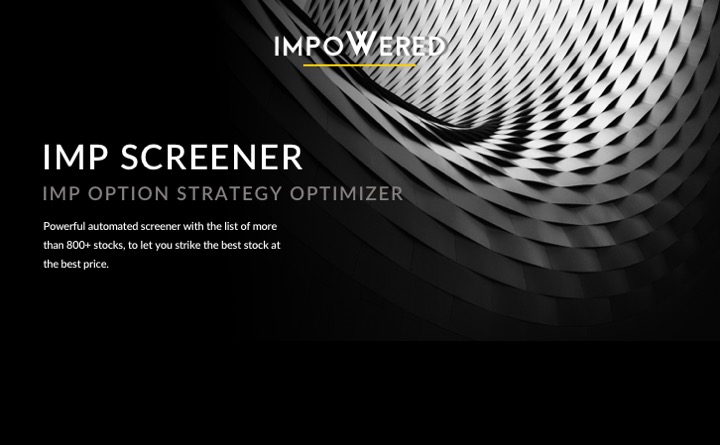 IMPOWERED
IMP SCREENER
IMP OPTION STRATEGY OPTIMIZER
Powerful automated screener with the list of more
than 800+ stocks, to let you strike the best stock at
the best price.